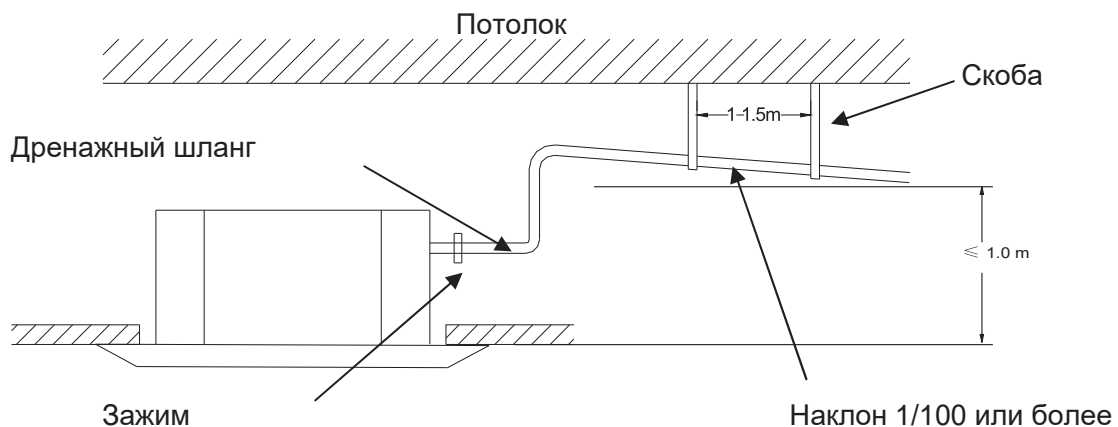 Потолок
Скоба
1-1.5m
Дренажный шланг
≤ 1.0 m
Зажим
Наклон 1/100 или более